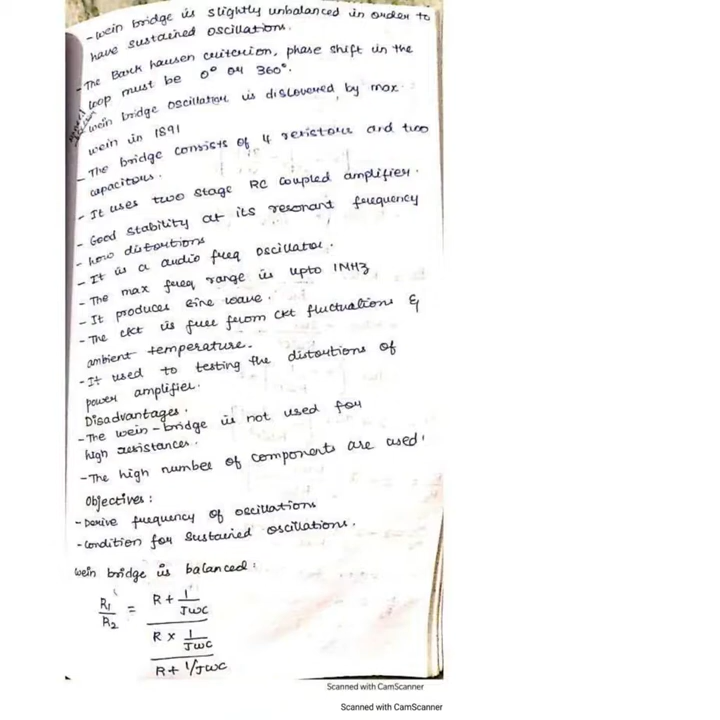 - wein bridge is slightly unbalanced in order to
have sustained oscillations.
- The Bark hausen criterion, phase shift in the
loop must be 0° or 360°.
wein bridge oscillation is discovered by max
wein in 1891
- The bridge consists of 4 resistors and two
capacitors.
- It uses two stage RC coupled amplifier.
- Good stability at its resonant frequency
- how distortions
- It is a audio freq oscillator.
- The max freq range is upto 1MHz
- It produces sine wave.
- The ckt is free from ckt fluctuations &
ambient temperature.
- It used to testing the distortions of
power amplifier.
Disadvantages.
- The wein-bridge is not used for
high resistances.
- The high number of components are used.
Objectives:
- Derive frequency of oscillations
- condition for sustained oscillations.
wein bridge is balanced:
R1/R2 = (R + 1/JωC) / ((R × 1/JωC) / (R + 1/JωC))
Scanned with CamScanner
Scanned with CamScanner